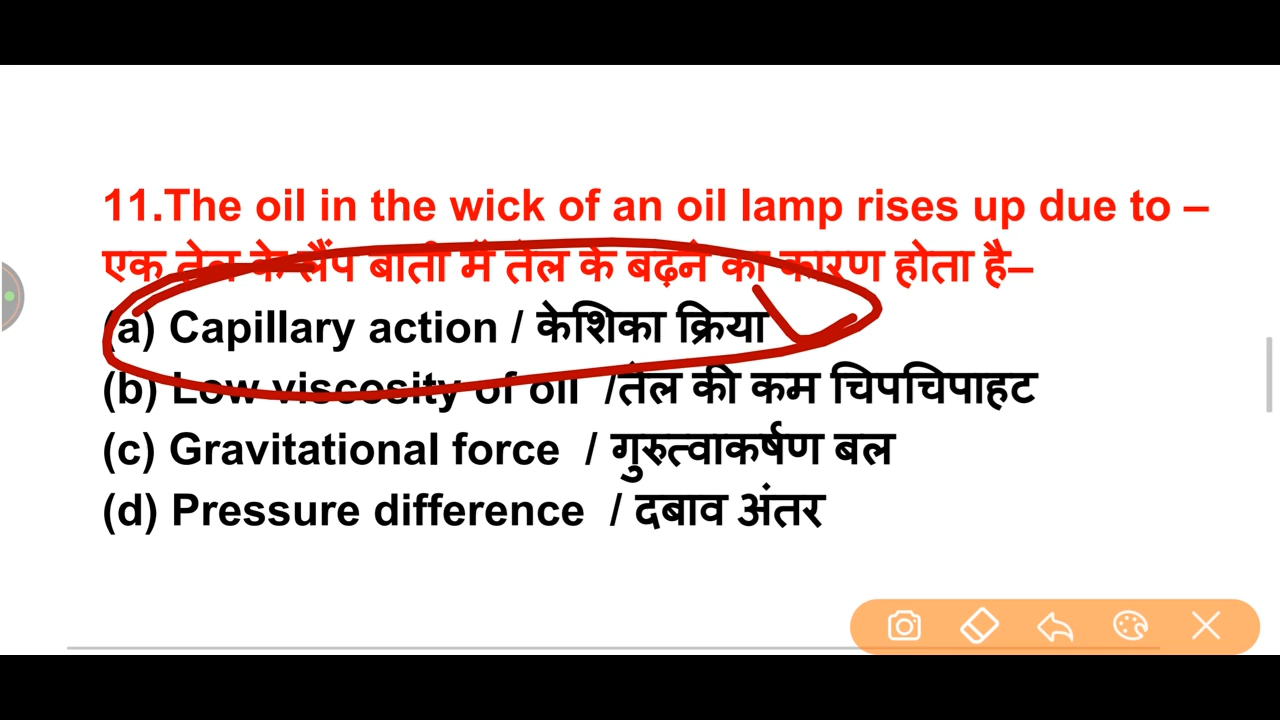 11.The oil in the wick of an oil lamp rises up due to –
एक तेल के लैंप बाती में तेल के बढ़ने का कारण होता है–
(a) Capillary action / केशिका क्रिया
(b) Low viscosity of oil /तेल की कम चिपचिपाहट
(c) Gravitational force / गुरुत्वाकर्षण बल
(d) Pressure difference / दबाव अंतर